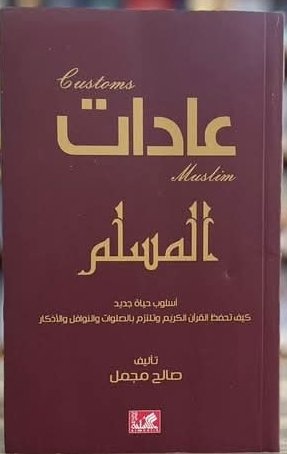 Customs
عادات
Muslim
المسلم
أسلوب حياة جديد
كيف تحفظ القرآن الكريم وتلتزم بالصلوات والنوافل والأذكار
تأليف
صالح مجمل